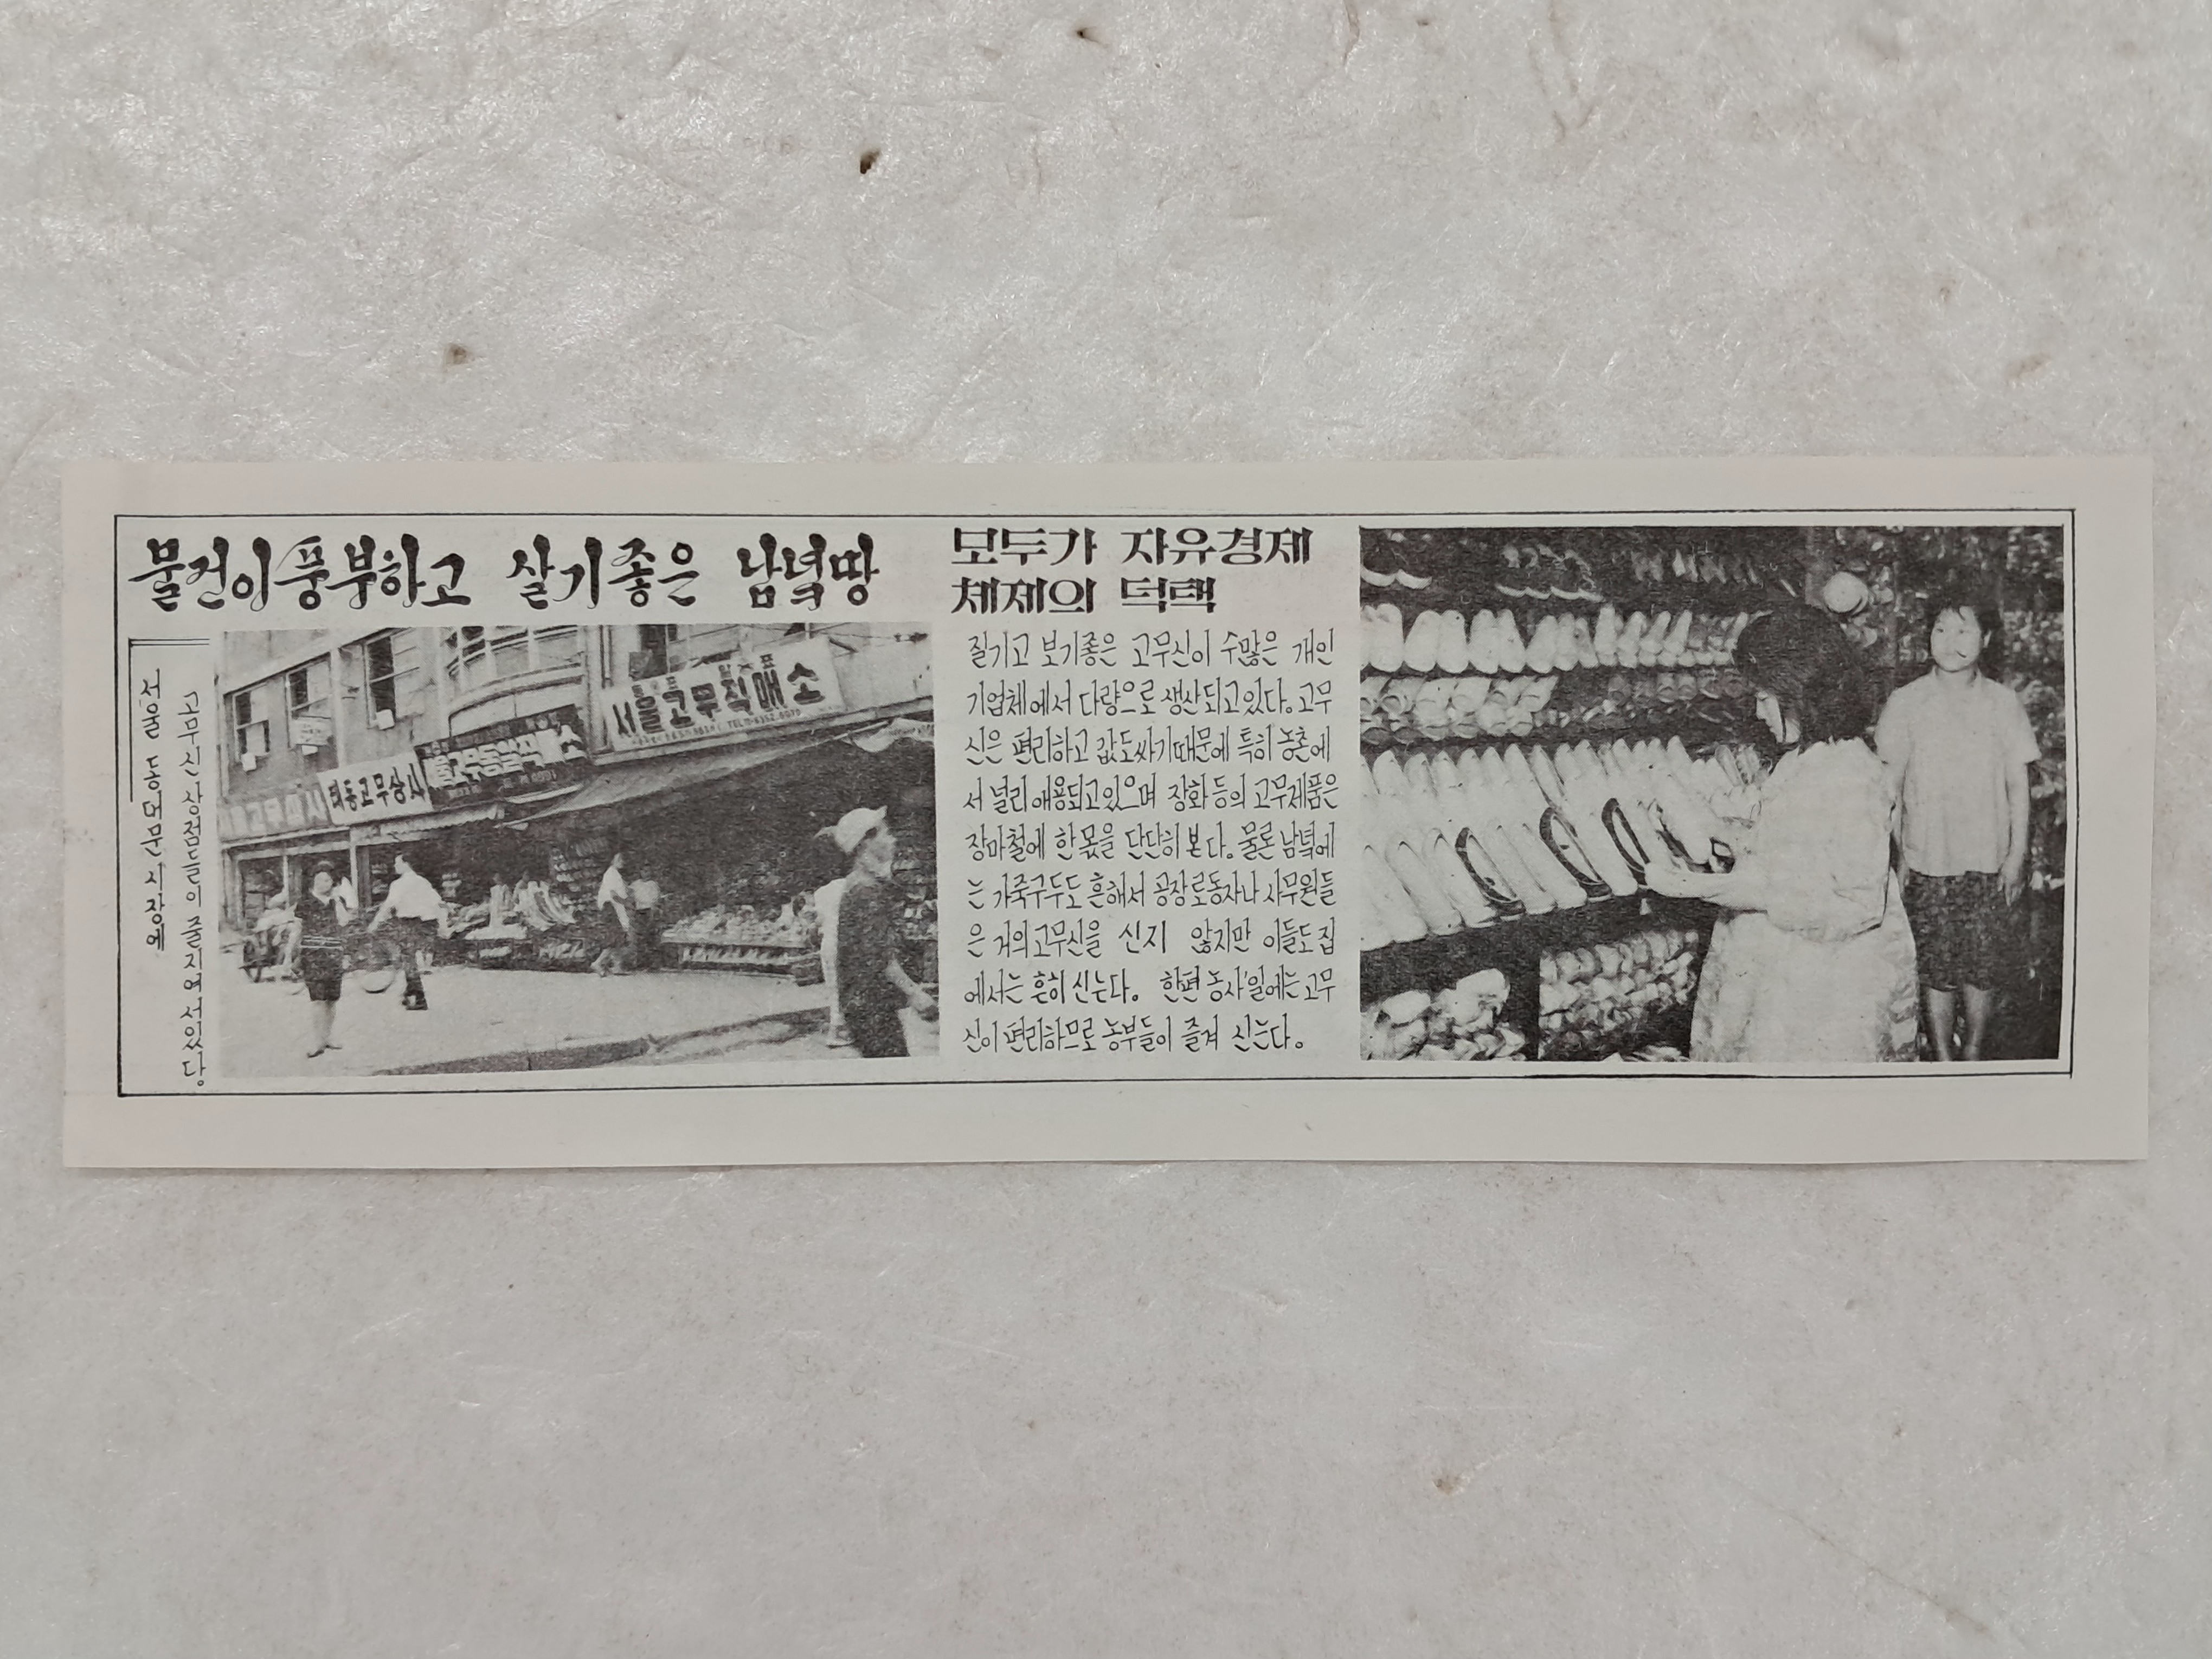 물건이풍부하고 살기좋은 남녘땅
서울 동대문시장에
고무신 상점들이 줄지어 서있다
서울고무직매소
태동고무상사
모두가 자유경제
체제의 덕택
질기고 보기좋은 고무신이 수많은 개인
기업체에서 다량으로 생산되고있다. 고무
신은 편리하고 값도싸기때문에 특히 농촌에
서 널리 애용되고있으며 장화등의 고무제품은
장마철에 한몫을 단단히 본다. 물론 남녘에
는 가죽구두도 흔해서 공장로동자나 사무원들
은 거의고무신을 신지 않지만 이들도집
에서는 흔히 신는다. 한편 농사일에는고무
신이 편리하므로 농부들이 즐겨 신는다.